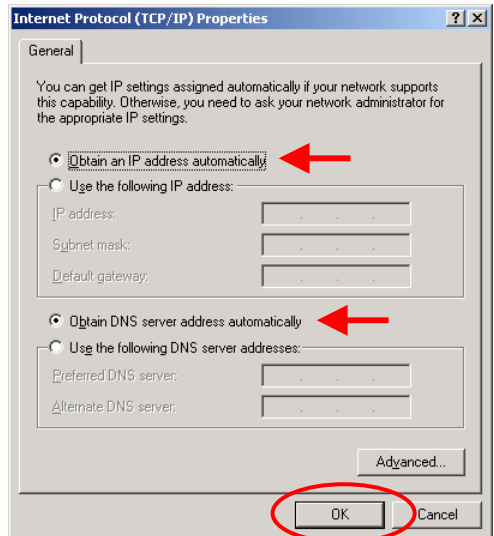 Internet Protocol (TCP/IP) Properties
General
You can get IP settings assigned automatically if your network supports
this capability. Otherwise, you need to ask your network administrator for
the appropriate IP settings.
Obtain an IP address automatically
Use the following IP address:
IP address:
Subnet mask:
Default gateway:
Obtain DNS server address automatically
Use the following DNS server addresses:
Preferred DNS server:
Alternate DNS server:
Advanced...
OK Cancel